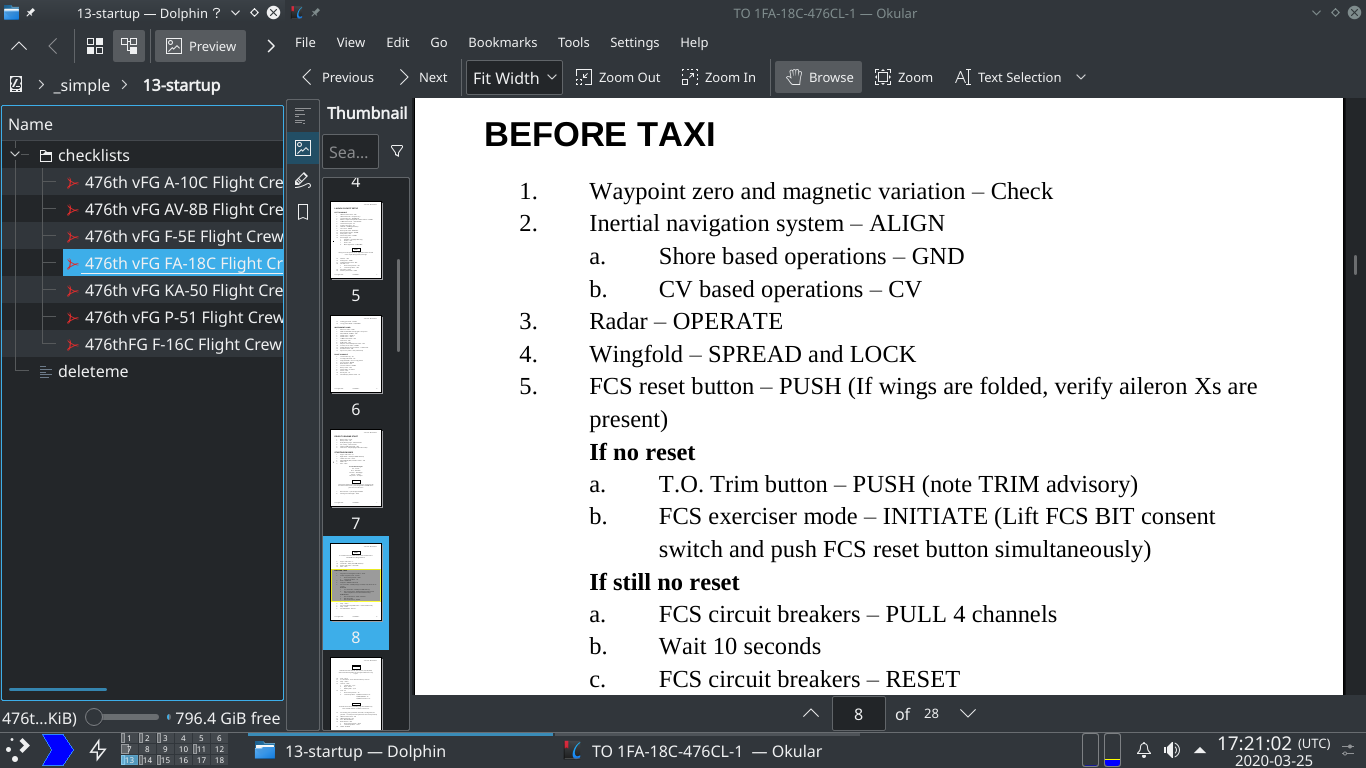 13-startup — Dolphin ?
TO 1FA-18C-476CL-1 — Okular
Preview
File View Edit Go Bookmarks Tools Settings Help
Previous Next Fit Width Zoom Out Zoom In Browse Zoom Text Selection
_simple 13-startup
Name
checklists
476th vFG A-10C Flight Cre
476th vFG AV-8B Flight Cre
476th vFG F-5E Flight Crew
476th vFG FA-18C Flight Cr
476th vFG KA-50 Flight Cre
476th vFG P-51 Flight Crew
476thFG F-16C Flight Crew
deleteme
Thumbnail
Sea...
4
5
6
7
8
BEFORE TAXI
1. Waypoint zero and magnetic variation – Check
2. Initial navigation system – ALIGN
a. Shore based operations – GND
b. CV based operations – CV
3. Radar – OPERATE
4. Wingfold – SPREAD and LOCK
5. FCS reset button – PUSH (If wings are folded, verify aileron Xs are
present)
If no reset
a T.O. Trim button – PUSH (note TRIM advisory)
b. FCS exerciser mode – INITIATE (Lift FCS BIT consent
switch and push FCS reset button simultaneously)
If still no reset
a. FCS circuit breakers – PULL 4 channels
b. Wait 10 seconds
c. FCS circuit breakers – RESET
476t...KiB)
796,4 GiB free
of 28
1 2 3 4 5 6
7 8 9 10 11 12
13 14 15 16 17 18
13-startup — Dolphin
TO 1FA-18C-476CL-1 — Okular
17:21:02 (UTC)
2020-03-25